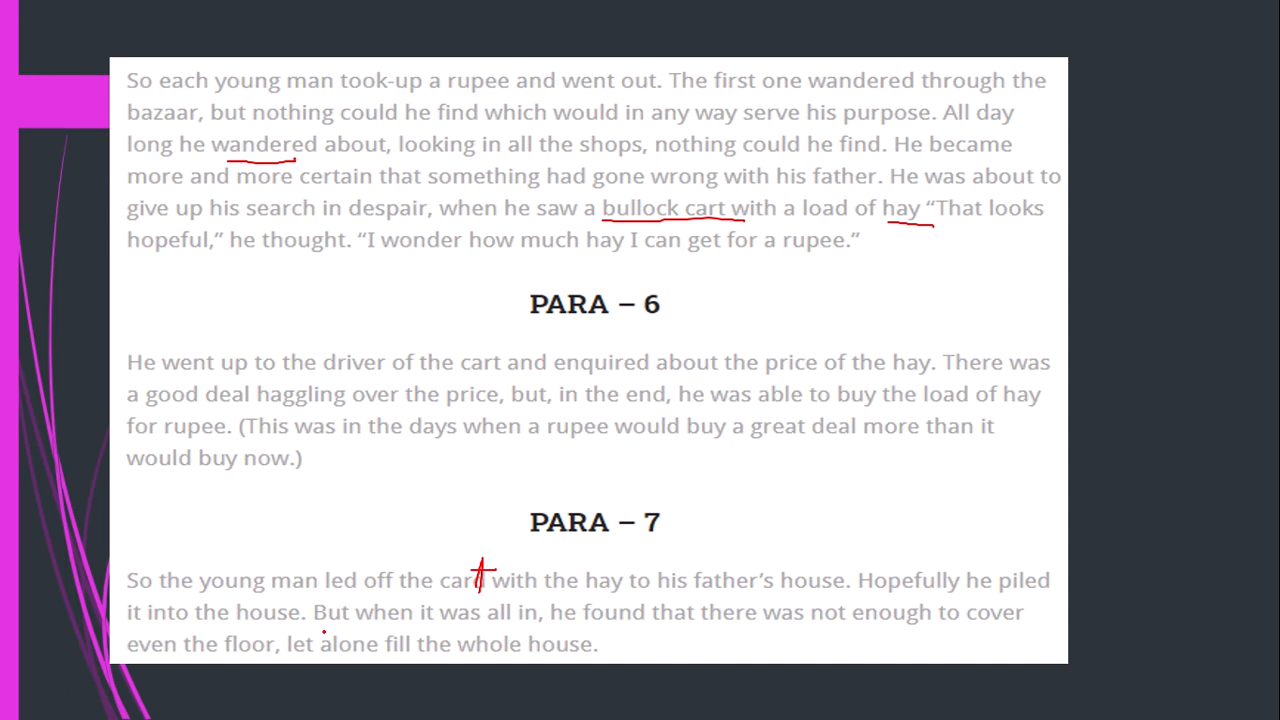 So each young man took-up a rupee and went out. The first one wandered through the
bazaar, but nothing could he find which would in any way serve his purpose. All day
long he wandered about, looking in all the shops, nothing could he find. He became
more and more certain that something had gone wrong with his father. He was about to
give up his search in despair, when he saw a bullock cart with a load of hay “That looks
hopeful,” he thought. “I wonder how much hay I can get for a rupee.”
PARA – 6
He went up to the driver of the cart and enquired about the price of the hay. There was
a good deal haggling over the price, but, in the end, he was able to buy the load of hay
for rupee. (This was in the days when a rupee would buy a great deal more than it
would buy now.)
PARA – 7
So the young man led off the cart with the hay to his father’s house. Hopefully he piled
it into the house. But when it was all in, he found that there was not enough to cover
even the floor, let alone fill the whole house.